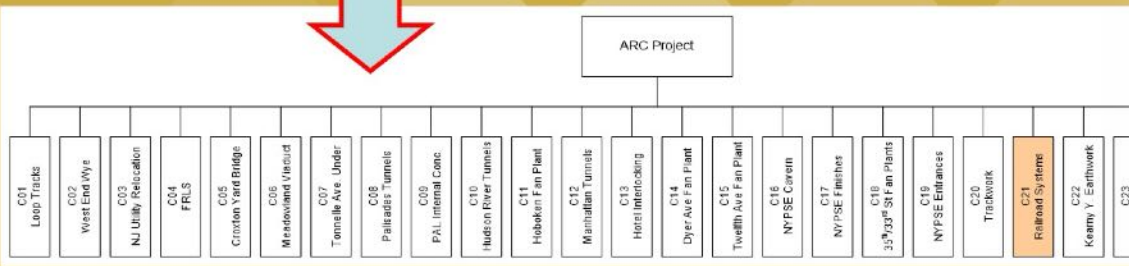 ARC Project
C01
Loop Tracks
C02
West End Wye
C03
NJ Utility Relocation
C04
FRLS
C05
Croxton Yard Bridge
C06
Meadowland Viaduct
C07
Tonnelle Ave. Under
C08
Palisades Tunnels
C09
PAL Internal Conc
C10
Hudson River Tunnels
C11
Hoboken Fan Plant
C12
Manhattan Tunnels
C13
Hotel Interlocking
C14
Dyer Ave Fan Plant
C15
Twelfth Ave Fan Plant
C16
NYPSE Cavern
C17
NYPSE Finishes
C18
35th/33rd St Fan Plants
C19
NYPSE Entrances
C20
Trackwork
C21
Railroad Systems
C22
Kearny Y. Earthwork
C23